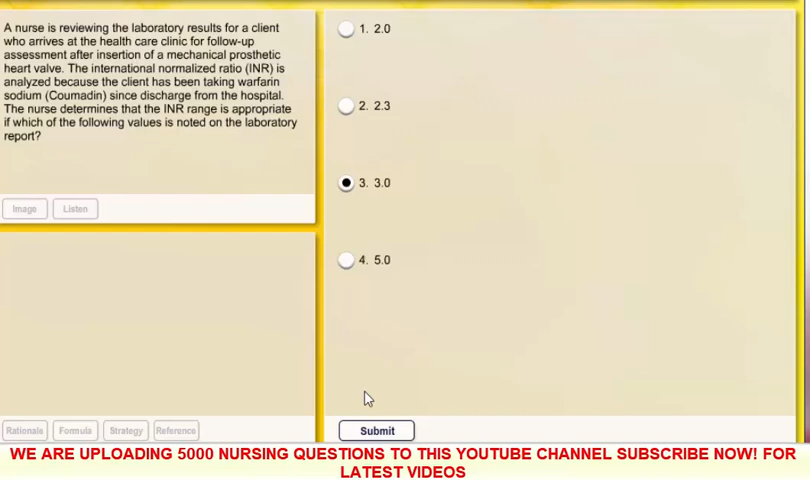 A nurse is reviewing the laboratory results for a client
who arrives at the health care clinic for follow-up
assessment after insertion of a mechanical prosthetic
heart valve. The international normalized ratio (INR) is
analyzed because the client has been taking warfarin
sodium (Coumadin) since discharge from the hospital.
The nurse determines that the INR range is appropriate
if which of the following values is noted on the laboratory
report?
Image
Listen
1. 2.0
2. 2.3
3. 3.0
4. 5.0
Rationale
Formula
Strategy
Reference
Submit
WE ARE UPLOADING 5000 NURSING QUESTIONS TO THIS YOUTUBE CHANNEL SUBSCRIBE NOW! FOR
LATEST VIDEOS